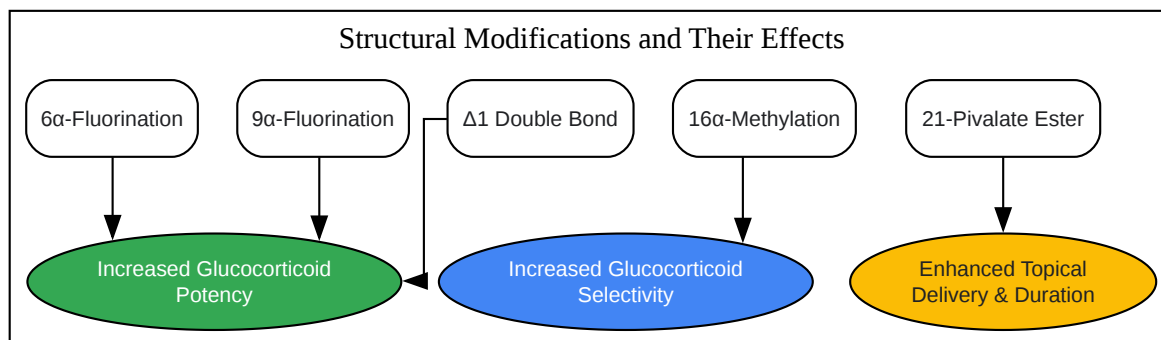 Structural Modifications and Their Effects
6α-Fluorination
9α-Fluorination
Δ1 Double Bond
16α-Methylation
21-Pivalate Ester
Increased Glucocorticoid
Potency
Increased Glucocorticoid
Selectivity
Enhanced Topical
Delivery & Duration